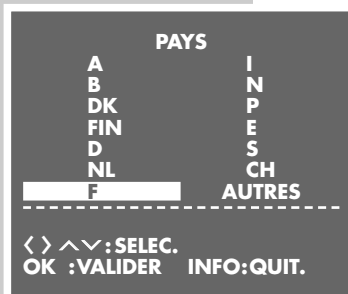 PAYS
A I
B N
DK P
FIN E
D S
NL CH
F AUTRES
< > ∧ ∨ : SELEC.
OK : VALIDER INFO:QUIT.